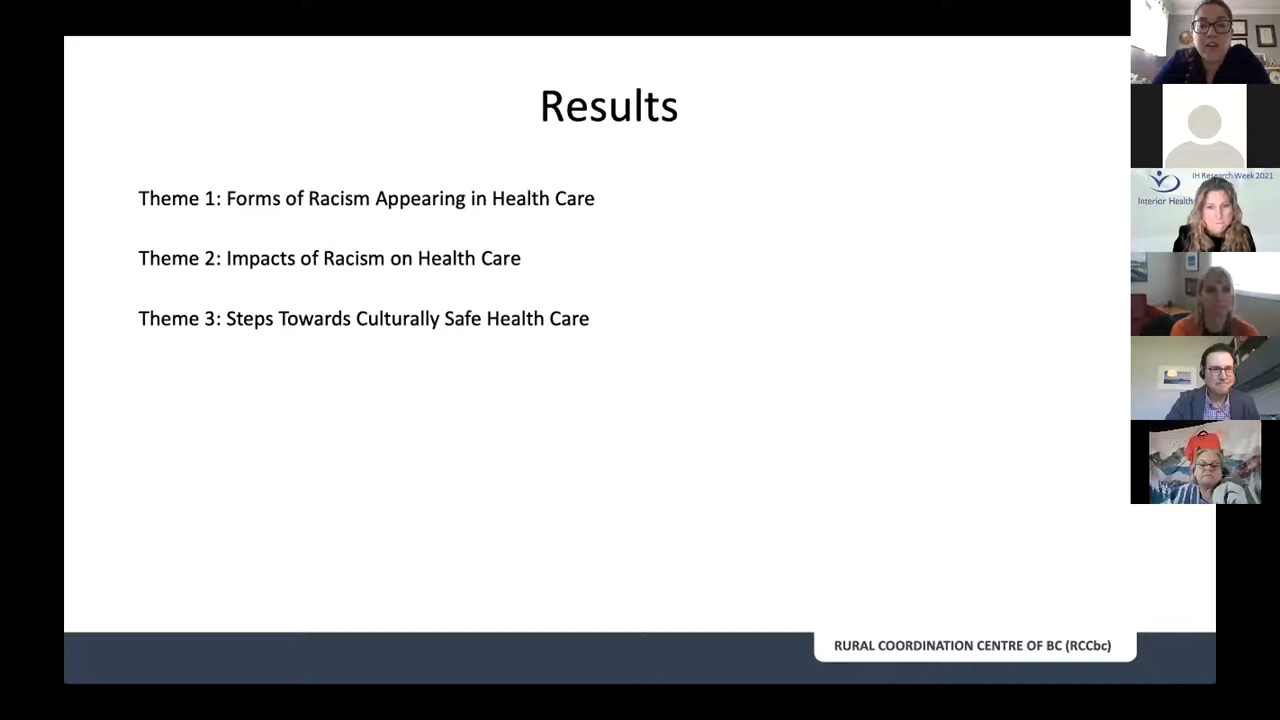 Results
Theme 1: Forms of Racism Appearing in Health Care
Theme 2: Impacts of Racism on Health Care
Theme 3: Steps Towards Culturally Safe Health Care
RURAL COORDINATION CENTRE OF BC (RCCbc)
IH Research Week 2021
Interior Health